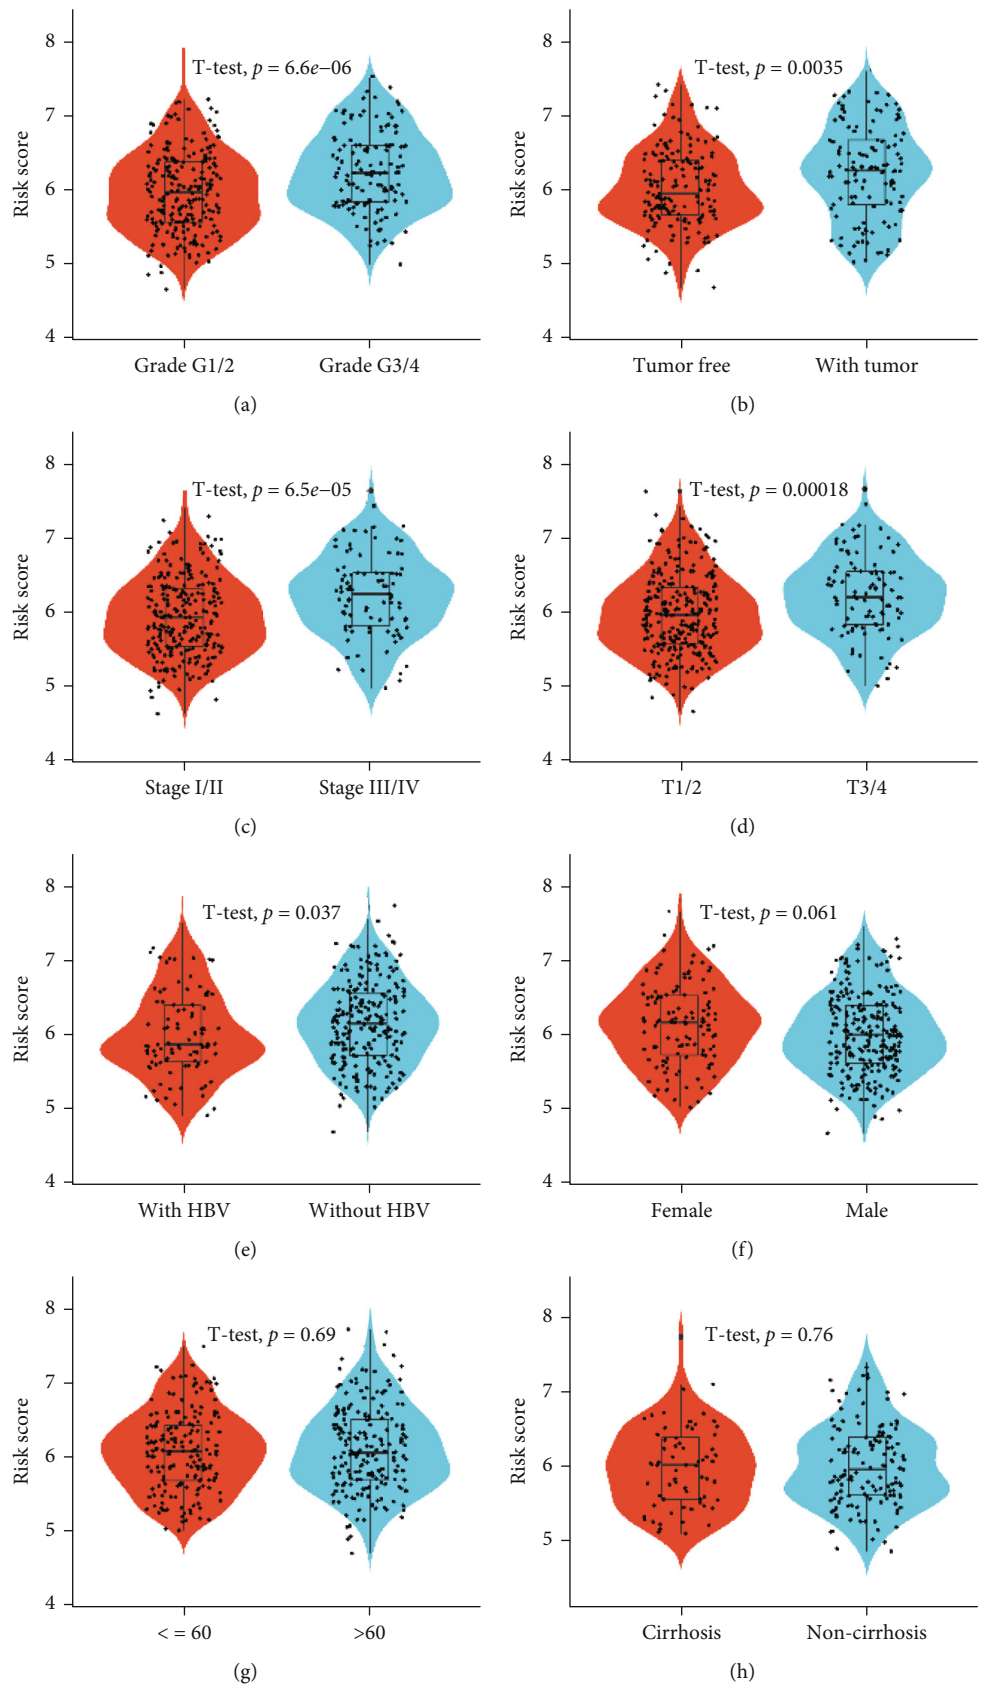 8
7
6
5
4
Risk score
T-test, p = 6.6e−06
Grade G1/2 Grade G3/4
(a)
8
7
6
5
4
Risk score
T-test, p = 0.0035
Tumor free With tumor
(b)
8
7
6
5
4
Risk score
T-test, p = 6.5e−05
Stage I/II Stage III/IV
(c)
8
7
6
5
4
Risk score
T-test, p = 0.00018
T1/2 T3/4
(d)
8
7
6
5
4
Risk score
T-test, p = 0.037
With HBV Without HBV
(e)
8
7
6
5
4
Risk score
T-test, p = 0.061
Female Male
(f)
8
7
6
5
4
Risk score
T-test, p = 0.69
< = 60 >60
(g)
8
7
6
5
Risk score
T-test, p = 0.76
Cirrhosis Non-cirrhosis
(h)